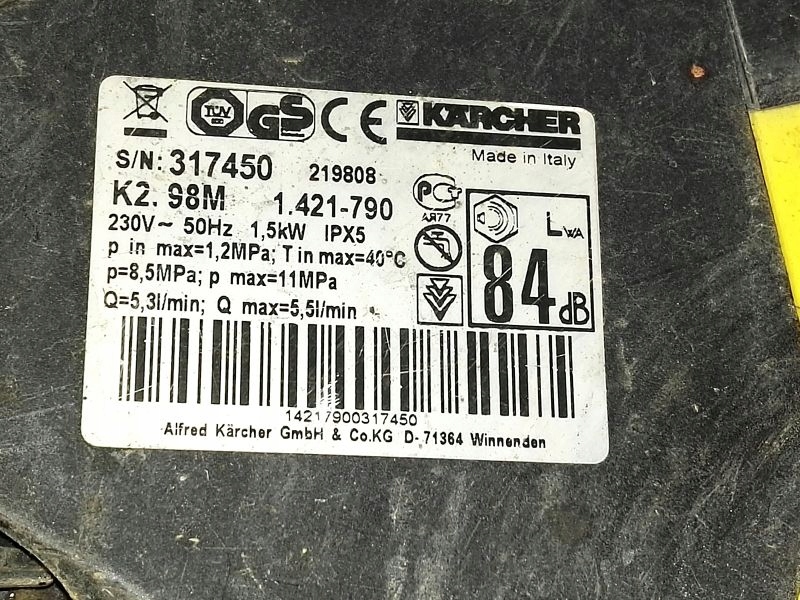 TÜV
GS
CE
KÄRCHER
Made in Italy
S/N: 317450 219808
K2. 98M 1.421-790
230V~ 50Hz 1,5kW IPX5
p in max=1,2MPa; T in max=40°C
p=8,5MPa; p max=11MPa
Q=5,3l/min; Q max=5,5l/min
АЯ77
LWA
84 dB
14217900317450
Alfred Kärcher GmbH & Co.KG D- 71364 Winnenden